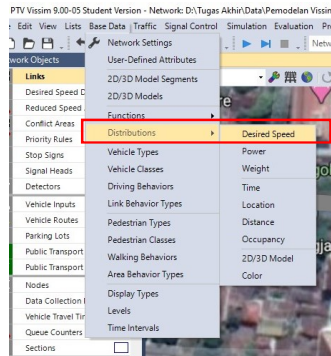 PTV Vissim 9.00-05 Student Version - Network: D:\Tugas Akhir\Data\Pemodelan Vissim
Edit View Lists Base Data Traffic Signal Control Simulation Evaluation
Network Settings
User-Defined Attributes
2D/3D Model Segments
2D/3D Models
Functions
Distributions
Vehicle Types
Vehicle Classes
Driving Behaviors
Link Behavior Types
Pedestrian Types
Pedestrian Classes
Walking Behaviors
Area Behavior Types
Display Types
Levels
Time Intervals
Desired Speed
Power
Weight
Time
Location
Distance
Occupancy
2D/3D Model
Color
Links
Desired Speed D
Reduced Speed
Conflict Areas
Priority Rules
Stop Signs
Signal Heads
Detectors
Vehicle Inputs
Vehicle Routes
Parking Lots
Public Transport
Public Transport
Nodes
Data Collection
Vehicle Travel Tir
Queue Counters
Sections